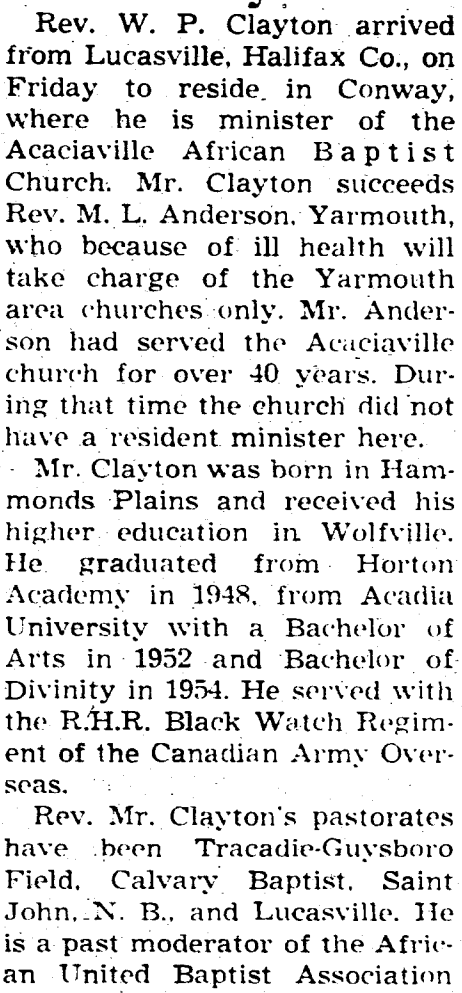 Rev. W. P. Clayton arrived
from Lucasville, Halifax Co., on
Friday to reside in Conway,
where he is minister of the
Acaciaville African Baptist
Church. Mr. Clayton succeeds
Rev. M. L. Anderson, Yarmouth,
who because of ill health will
take charge of the Yarmouth
area churches only. Mr. Ander-
son had served the Acaciaville
church for over 40 years. Dur-
ing that time the church did not
have a resident minister here.
Mr. Clayton was born in Ham-
monds Plains and received his
higher education in Wolfville.
He graduated from Horton
Academy in 1948, from Acadia
University with a Bachelor of
Arts in 1952 and Bachelor of
Divinity in 1954. He served with
the R.H.R. Black Watch Regim-
ent of the Canadian Army Over-
seas.
Rev. Mr. Clayton's pastorates
have been Tracadie-Guysboro
Field, Calvary Baptist, Saint
John, N. B., and Lucasville. He
is a past moderator of the Afric-
an United Baptist Association